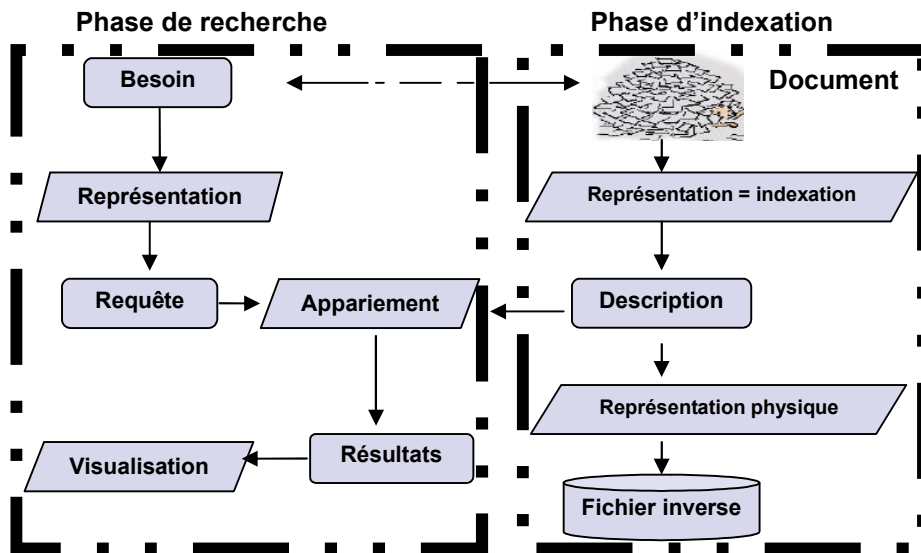 Phase de recherche
Besoin
Représentation
Requête
Appariement
Résultats
Visualisation
Phase d’indexation
Document
Représentation = indexation
Description
Représentation physique
Fichier inverse